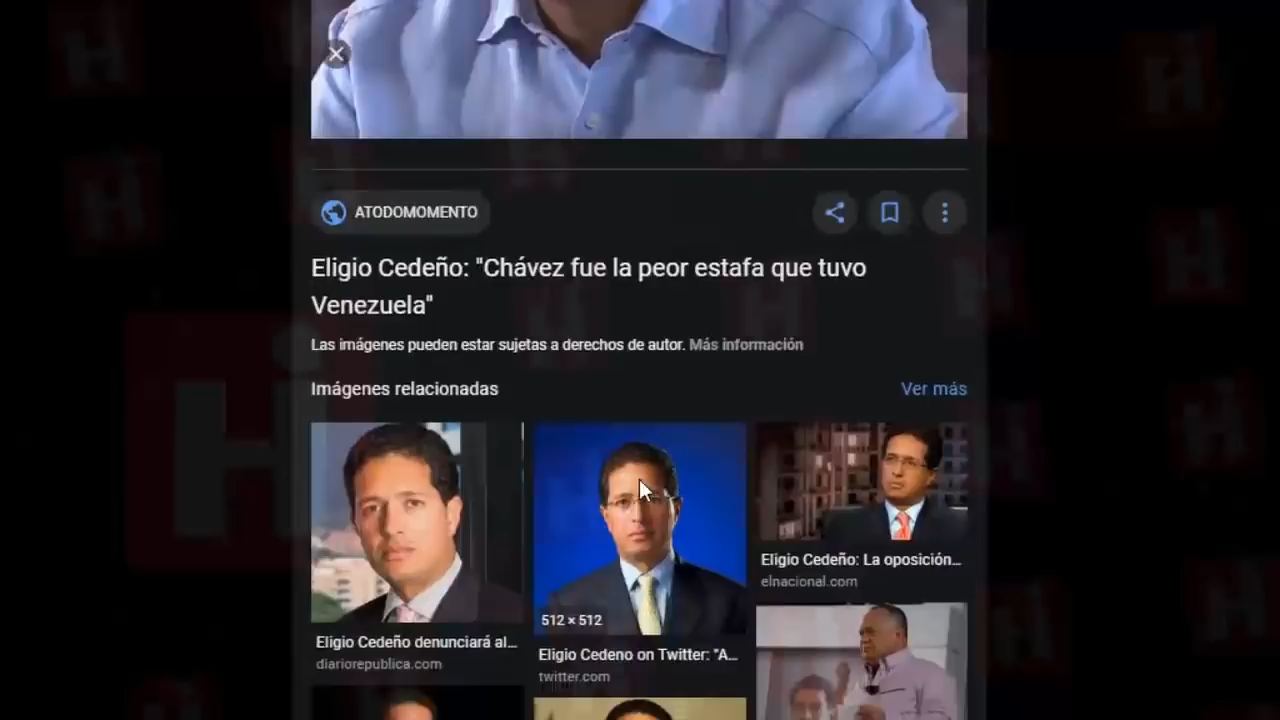 ATODOMOMENTO
Eligio Cedeño: "Chávez fue la peor estafa que tuvo
Venezuela"
Las imágenes pueden estar sujetas a derechos de autor. Más información
Imágenes relacionadas
Ver más
512 × 512
Eligio Cedeño denunciará al...
diariorepublica.com
Eligio Cedeno on Twitter: "A...
twitter.com
Eligio Cedeño: La oposición...
elnacional.com